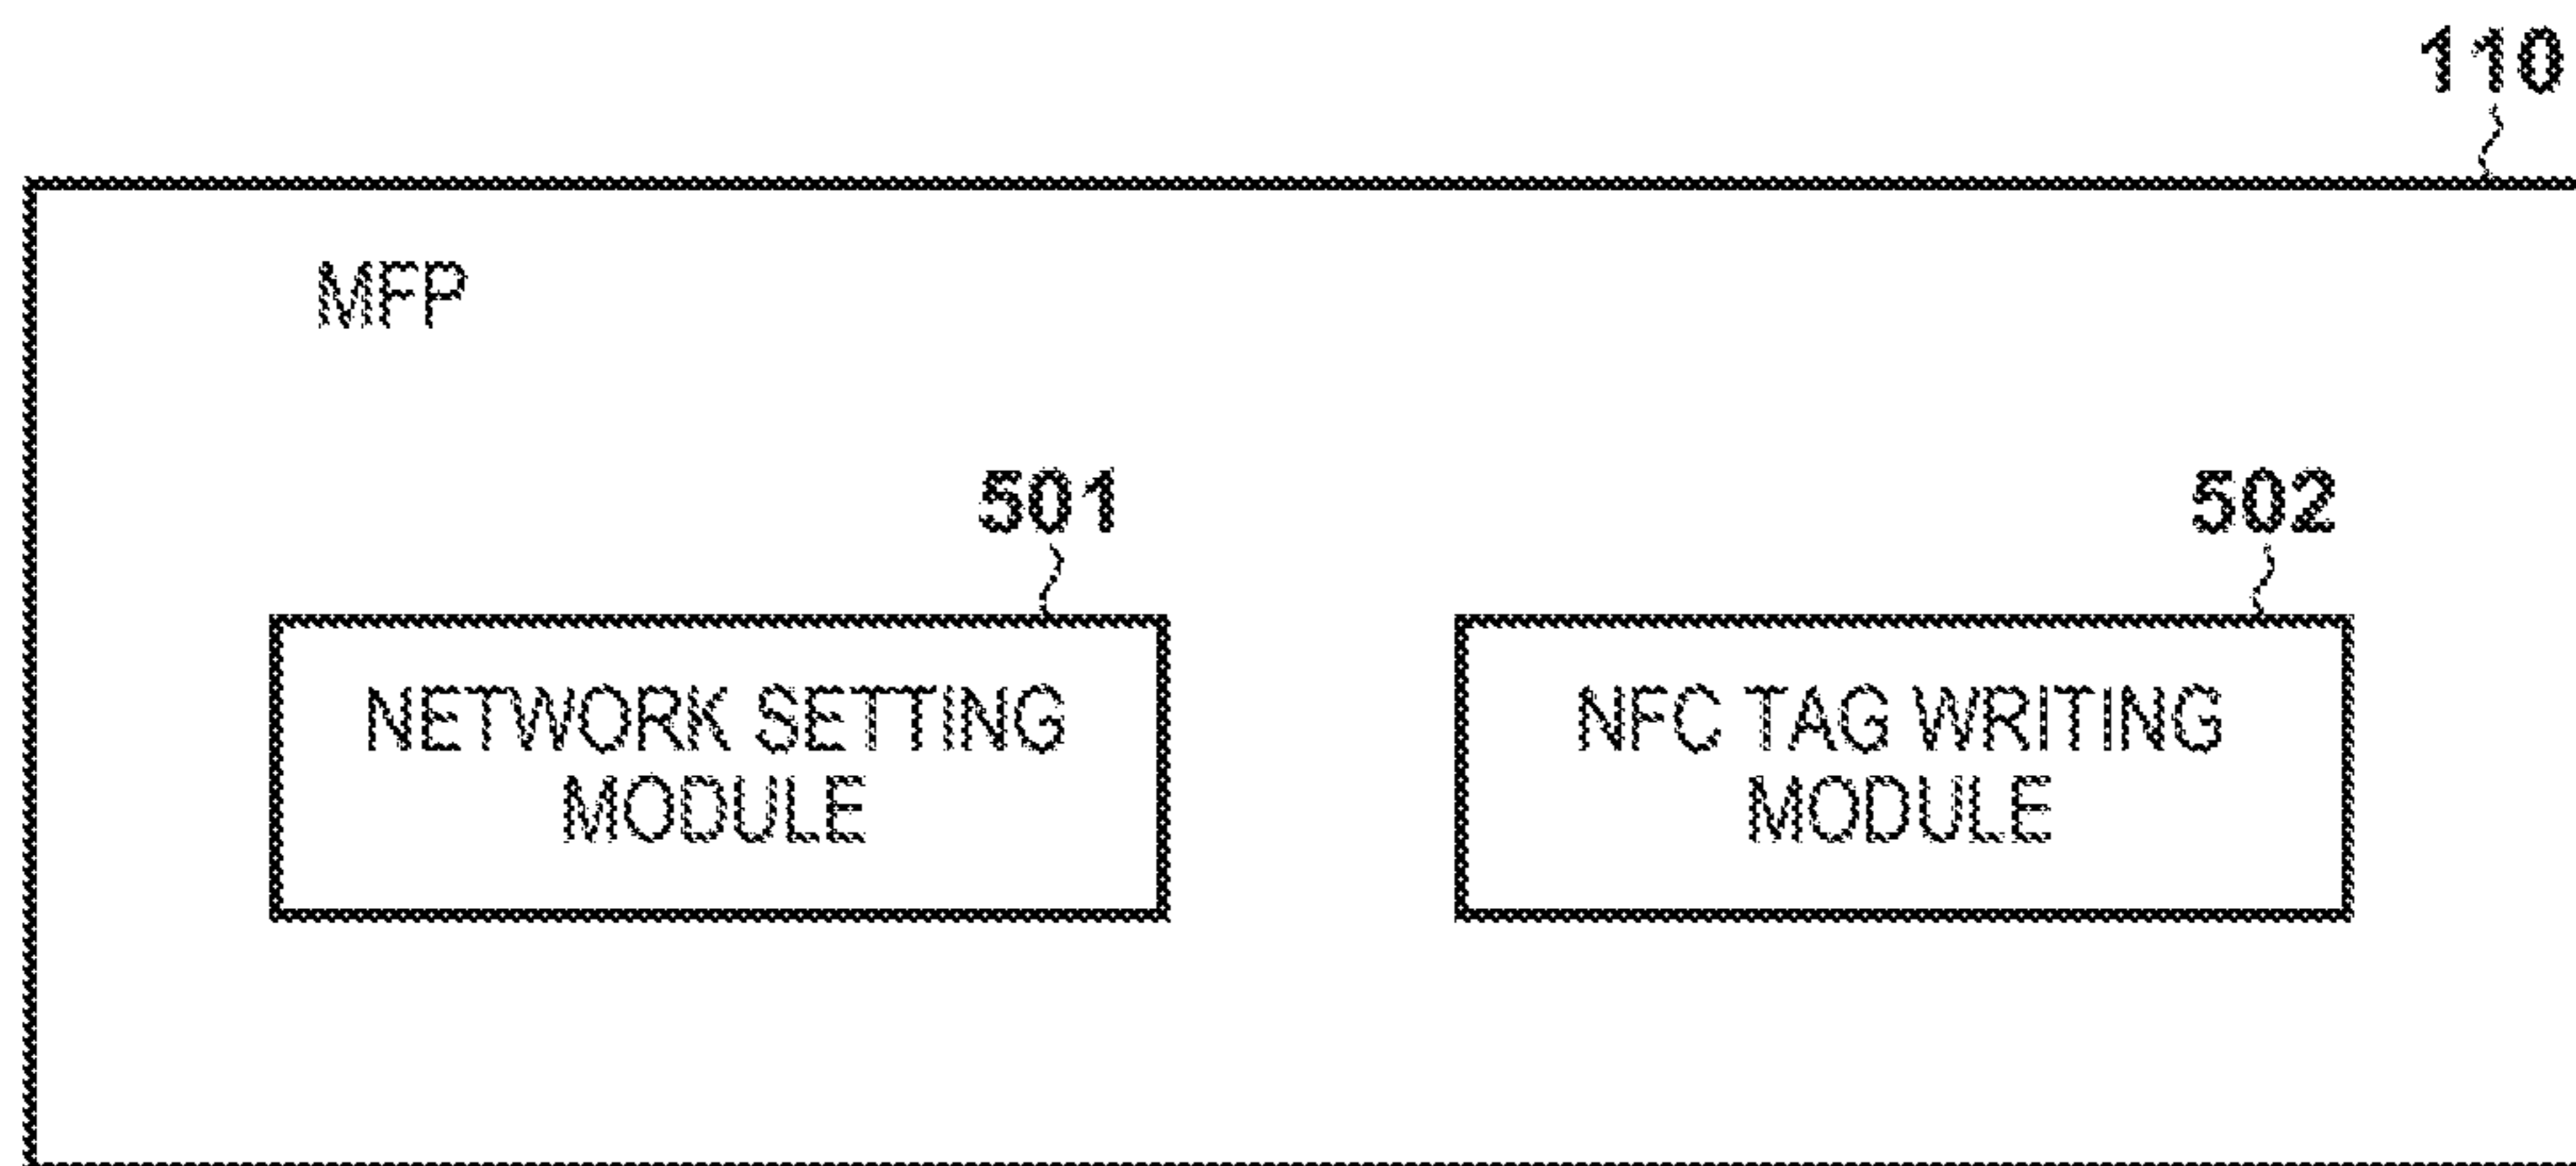 110
MFP
501
502
NETWORK SETTING
MODULE
NFC TAG WRITING
MODULE